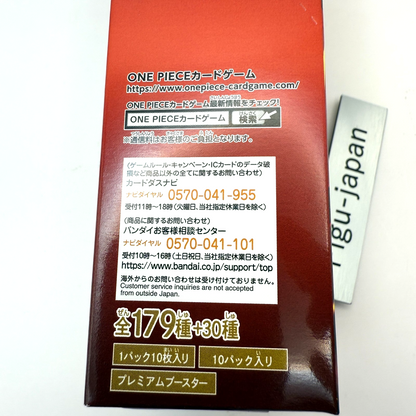 ONE PIECEカードゲーム
https://www.onepiece-cardgame.com/
ONE PIECEカードゲーム最新情報をチェック!
ONE PIECEカードゲーム 検索
※通信料はお客様のご負担となります。
〈ゲームルール・キャンペーン・ICカードのデータ破
損など商品以外の全てに関するお問い合わせ〉
カードダスナビ
ナビダイヤル 0570-041-955
受付11時〜18時(火曜日、当社指定休業日を除く)
〈商品に関するお問い合わせ〉
バンダイお客様相談センター
ナビダイヤル 0570-041-101
受付10時〜16時(土日祝日、当社指定休業日を除く)
https://www.bandai.co.jp/support/top
海外からのお問い合わせは受け付けておりません。
Customer service inquiries are not accepted
from outside Japan.
全179種+30種
1パック10枚入り 10パック入り
プレミアムブースター
rigu-japan